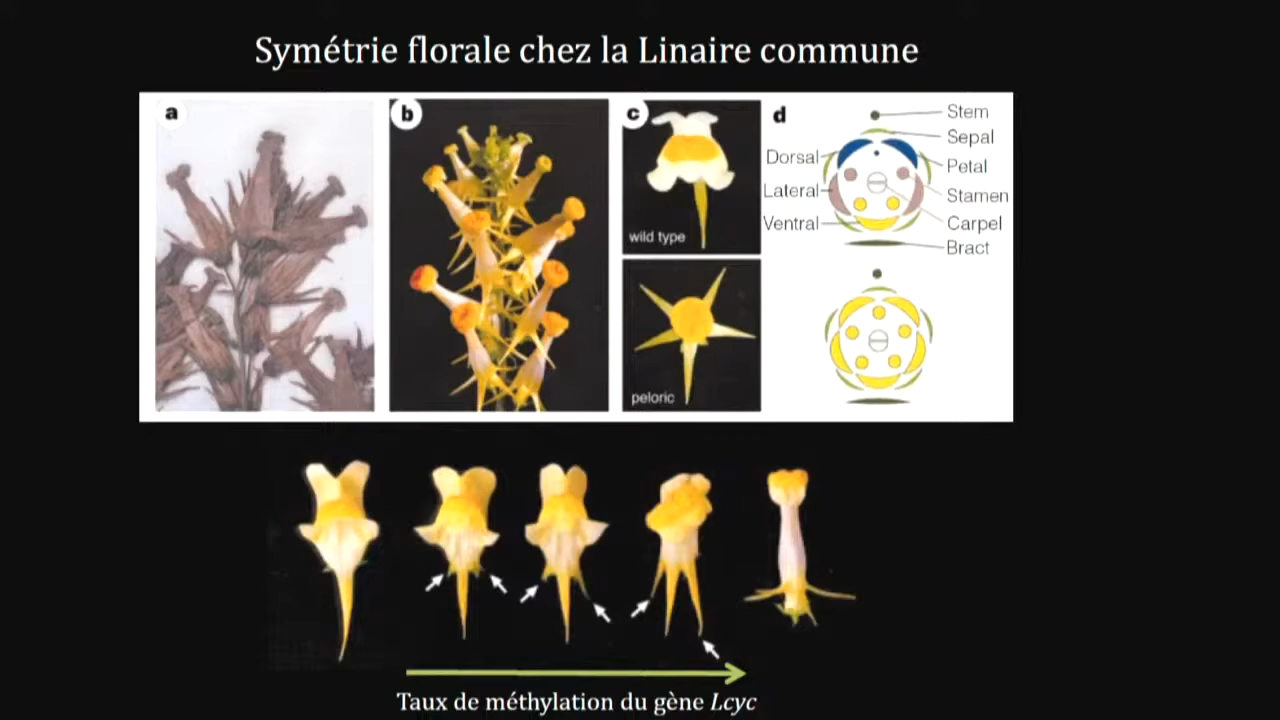 Symétrie florale chez la Linaire commune
a
b
c
wild type
peloric
d
Stem
Sepal
Dorsal
Petal
Lateral
Stamen
Ventral
Carpel
Bract
Taux de méthylation du gène Lcyc